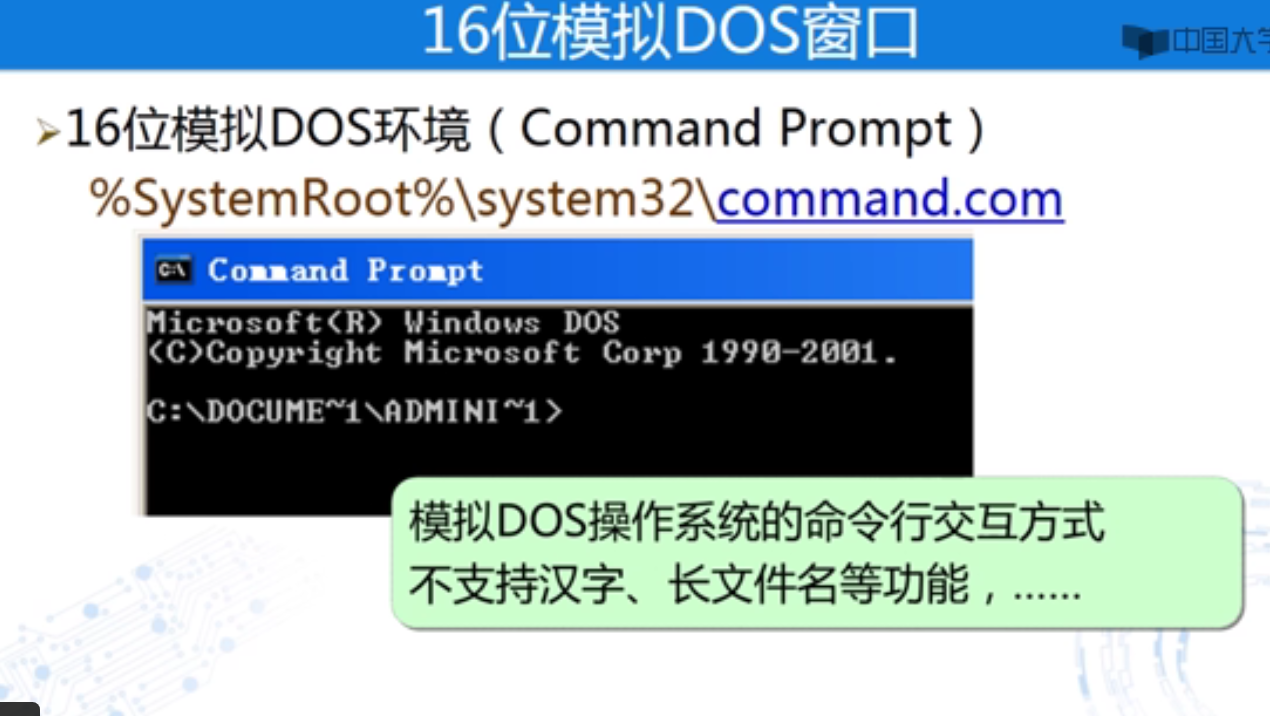 16位模拟DOS窗口
中国大学
16位模拟DOS环境（Command Prompt）
%SystemRoot%\system32\command.com
C:\ Command Prompt
Microsoft(R) Windows DOS
(C)Copyright Microsoft Corp 1990-2001.
C:\DOCUME~1\ADMINI~1>
模拟DOS操作系统的命令行交互方式
不支持汉字、长文件名等功能，……